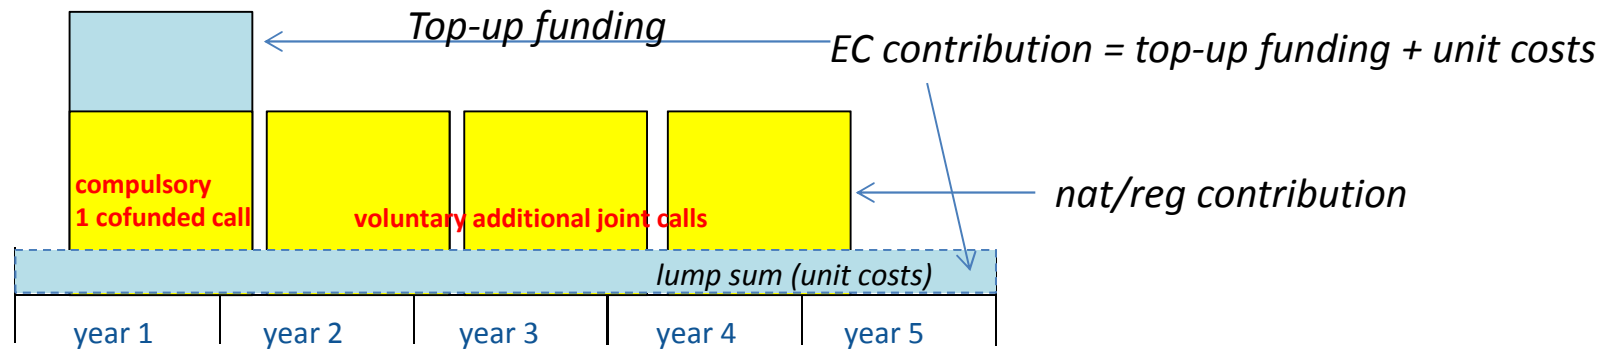 Top-up funding
EC contribution = top-up funding + unit costs
compulsory
1 cofunded call
voluntary additional joint calls
nat/reg contribution
lump sum (unit costs)
year 1
year 2
year 3
year 4
year 5